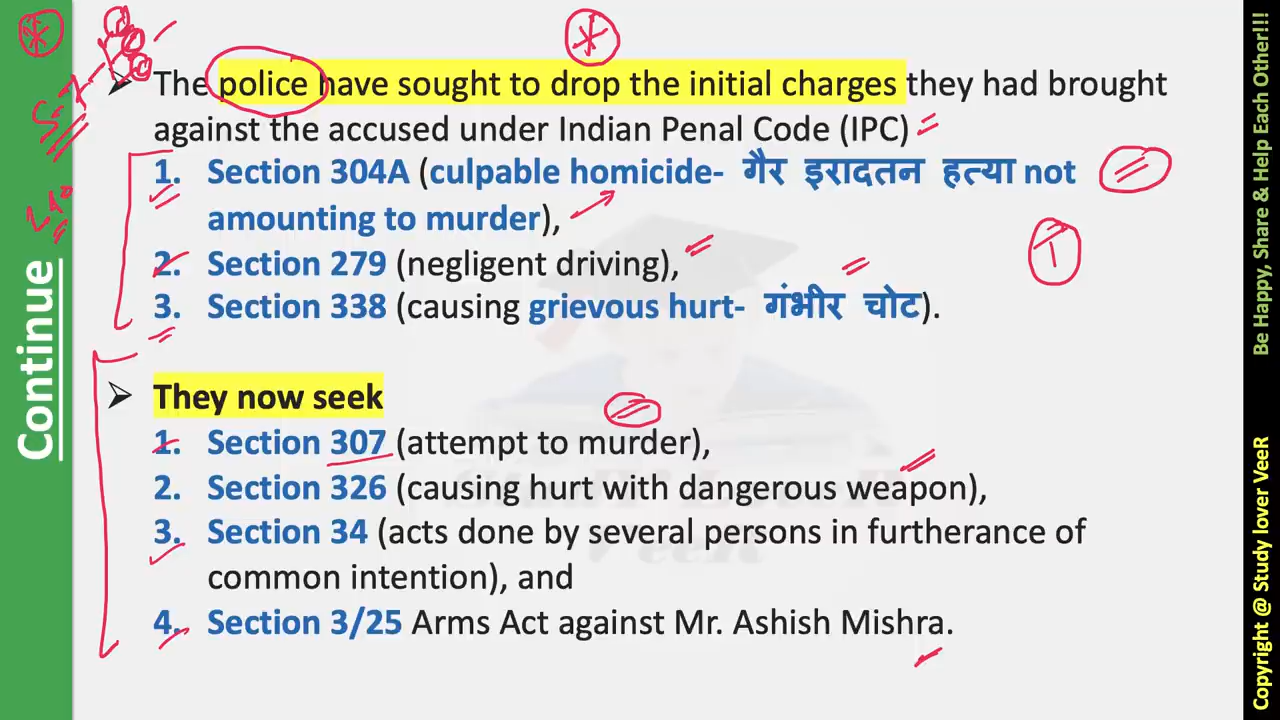 Continue
➢ The police have sought to drop the initial charges they had brought
against the accused under Indian Penal Code (IPC)
1. Section 304A (culpable homicide- गैर इरादतन हत्या not
amounting to murder),
2. Section 279 (negligent driving),
3. Section 338 (causing grievous hurt- गंभीर चोट).
➢ They now seek
1. Section 307 (attempt to murder),
2. Section 326 (causing hurt with dangerous weapon),
3. Section 34 (acts done by several persons in furtherance of
common intention), and
4. Section 3/25 Arms Act against Mr. Ashish Mishra.
Copyright @ Study lover VeeR
Be Happy, Share & Help Each Other!!!